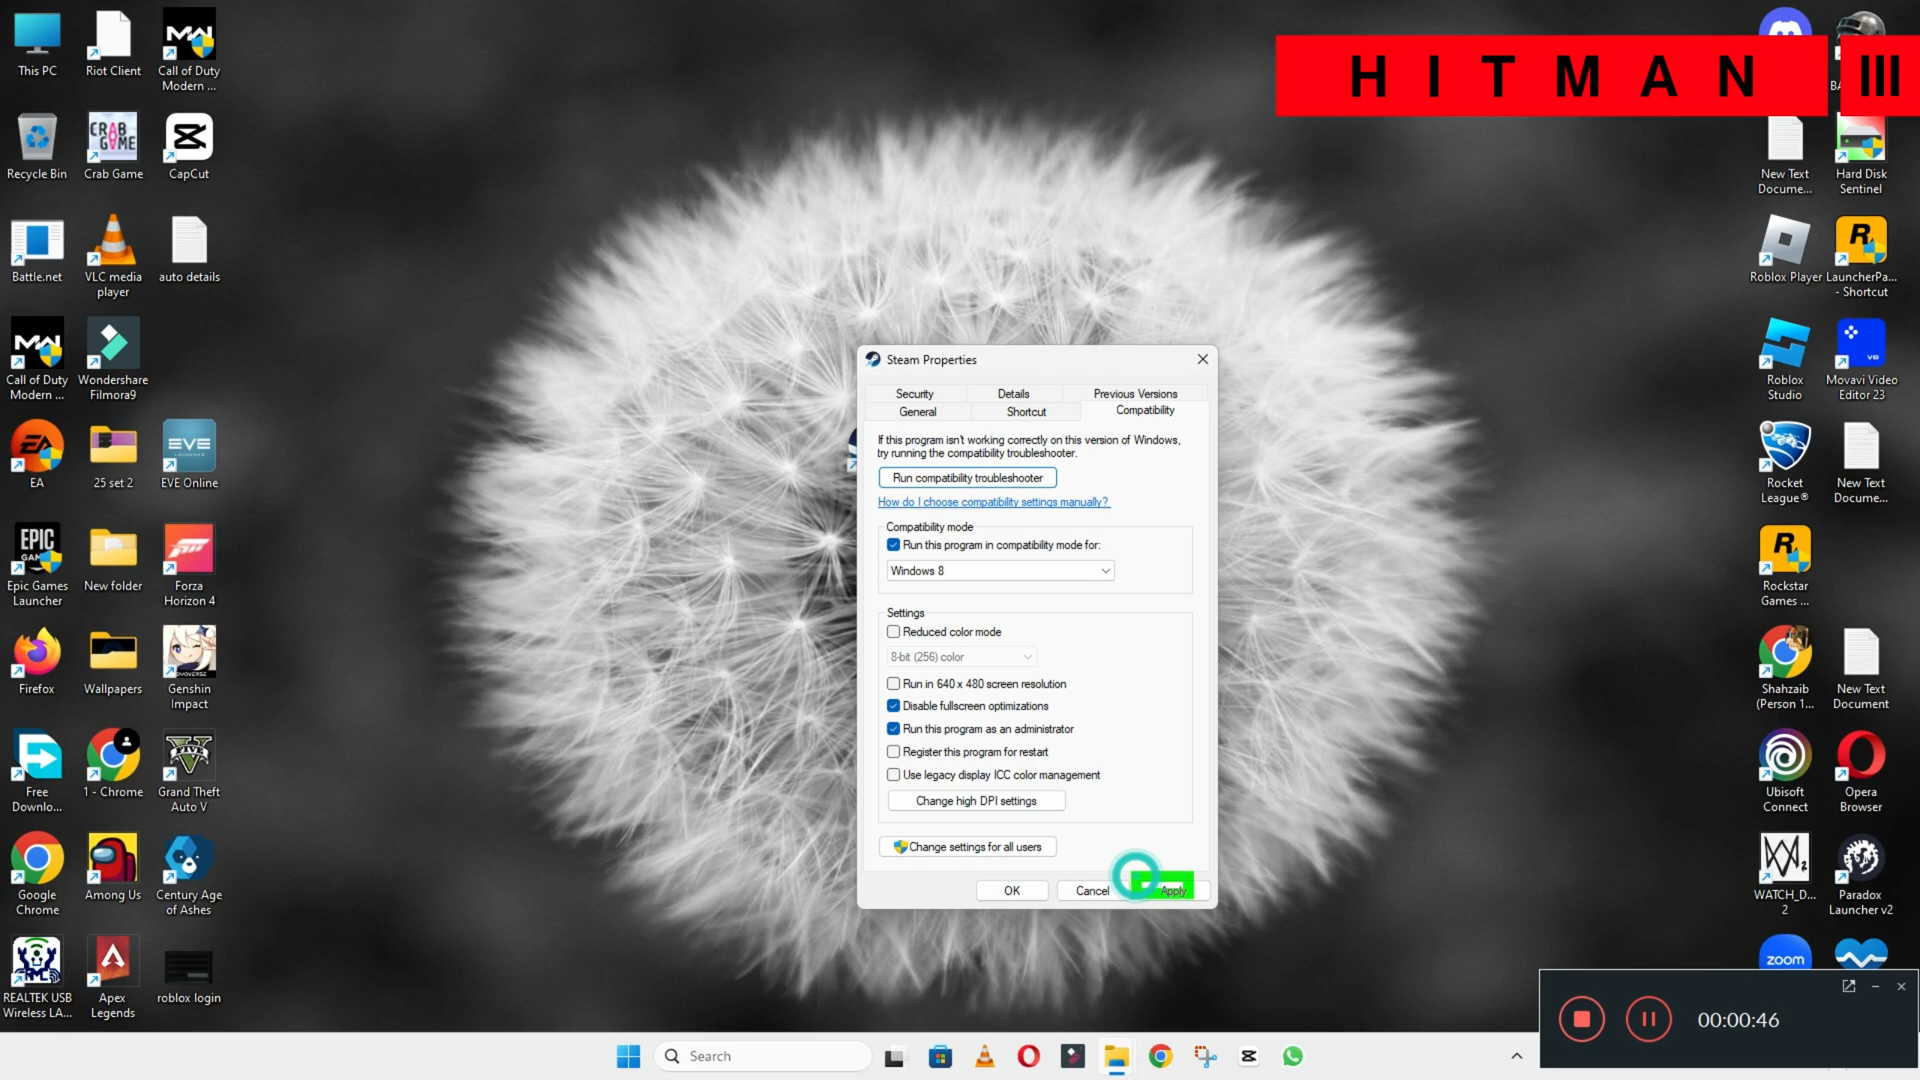 This PC
Riot Client
Call of Duty
Modern ...
Recycle Bin
CRAB
GAME
Crab Game
CapCut
Battle.net
VLC media
player
auto details
Call of Duty
Modern ...
Wondershare
Filmora9
EA
EA
25 set 2
EVE
EVE Online
EPIC
Epic Games
Launcher
New folder
Forza
Horizon 4
Firefox
Wallpapers
Genshin
Impact
Free
Downlo...
1 - Chrome
Grand Theft
Auto V
Google
Chrome
Among Us
Century Age
of Ashes
REALTEK USB
Wireless LA...
Apex
Legends
roblox login
HITMAN III
New Text
Docume...
Hard Disk
Sentinel
Roblox Player
LauncherPa...
- Shortcut
Roblox
Studio
Movavi Video
Editor 23
Rocket
League®
New Text
Docume...
Rockstar
Games ...
Shahzaib
(Person 1...
New Text
Document
Ubisoft
Connect
Opera
Browser
WATCH_D...
2
Paradox
Launcher v2
zoom
Steam Properties
Security
Details
Previous Versions
General
Shortcut
Compatibility
If this program isn't working correctly on this version of Windows,
try running the compatibility troubleshooter.
Run compatibility troubleshooter
How do I choose compatibility settings manually?
Compatibility mode
Run this program in compatibility mode for:
Windows 8
Settings
Reduced color mode
8-bit (256) color
Run in 640 x 480 screen resolution
Disable fullscreen optimizations
Run this program as an administrator
Register this program for restart
Use legacy display ICC color management
Change high DPI settings
Change settings for all users
OK
Cancel
Apply
00:00:46
Search